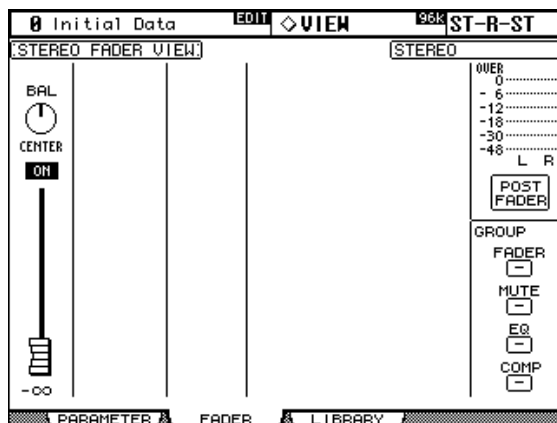 0 Initial Data EDIT ◇VIEW 96k ST-R-ST
STEREO FADER VIEW STEREO
BAL
CENTER
ON
-∞
OVER
0
- 6
-12
-18
-30
-48
L R
POST
FADER
GROUP
FADER
-
MUTE
-
EQ
-
COMP
-
PARAMETER FADER LIBRARY